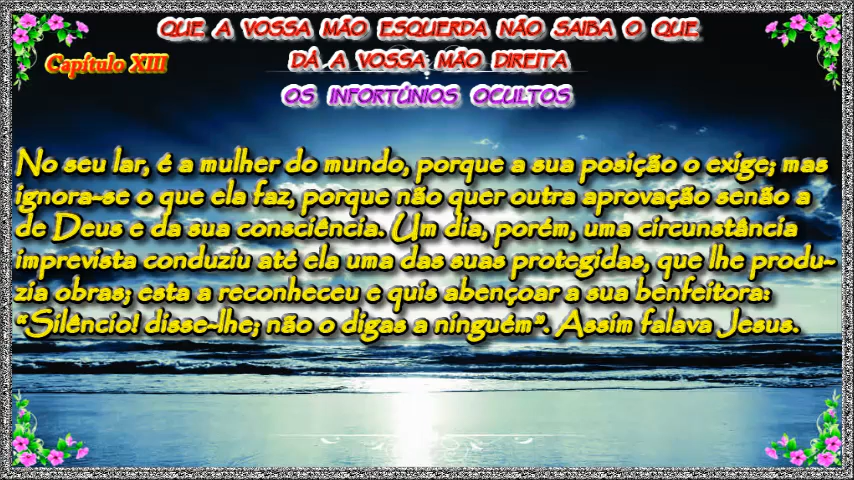 QUE A VOSSA MÃO ESQUERDA NÃO SAIBA O QUE
DÁ A VOSSA MÃO DIREITA
Capítulo XIII
OS INFORTÚNIOS OCULTOS
No seu lar, é a mulher do mundo, porque a sua posição o exige; mas
ignora-se o que ela faz, porque não quer outra aprovação senão a
de Deus e da sua consciência. Um dia, porém, uma circunstância
imprevista conduziu até ela uma das suas protegidas, que lhe produ-
zia obras; esta a reconheceu e quis abençoar a sua benfeitora:
“Silêncio! disse-lhe; não o digas a ninguém”. Assim falava Jesus.